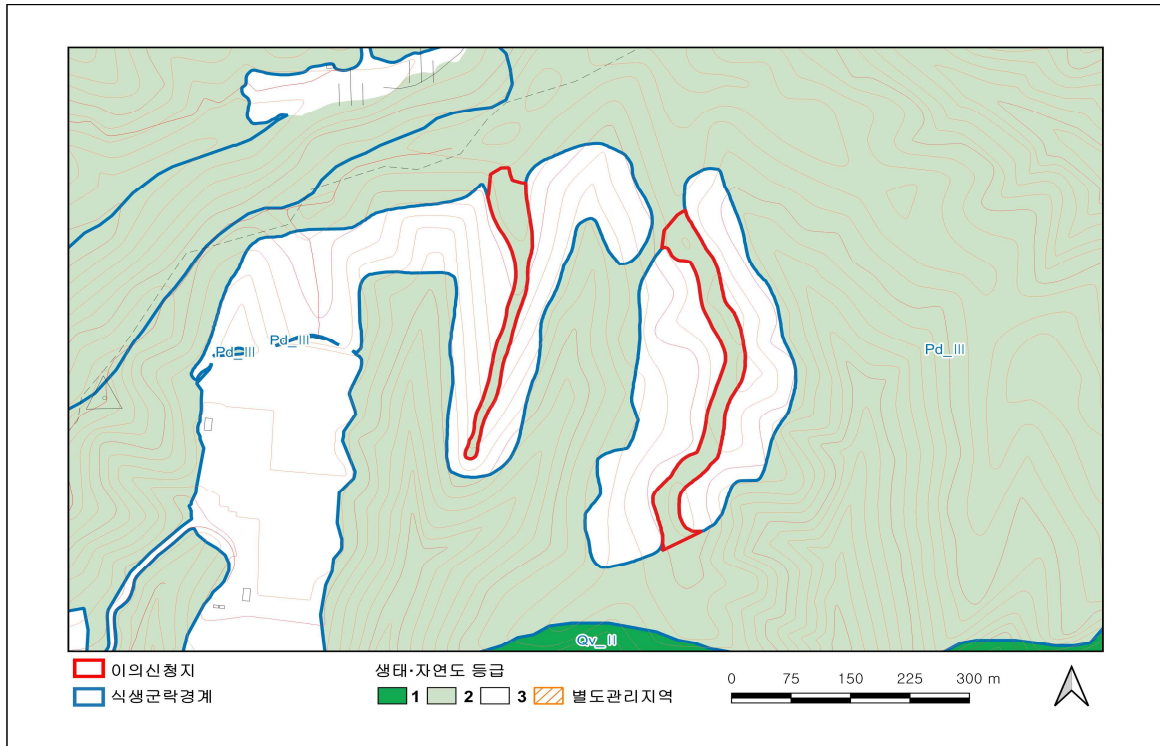 Pd_III
Pd_III
Pd_III
Qv_II
이의신청지
식생군락경계
생태·자연도 등급
1 2 3 별도관리지역
0 75 150 225 300 m